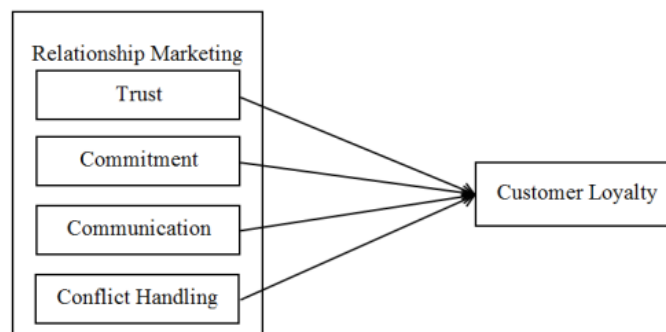 Relationship Marketing
Trust
Commitment
Communication
Conflict Handling
Customer Loyalty